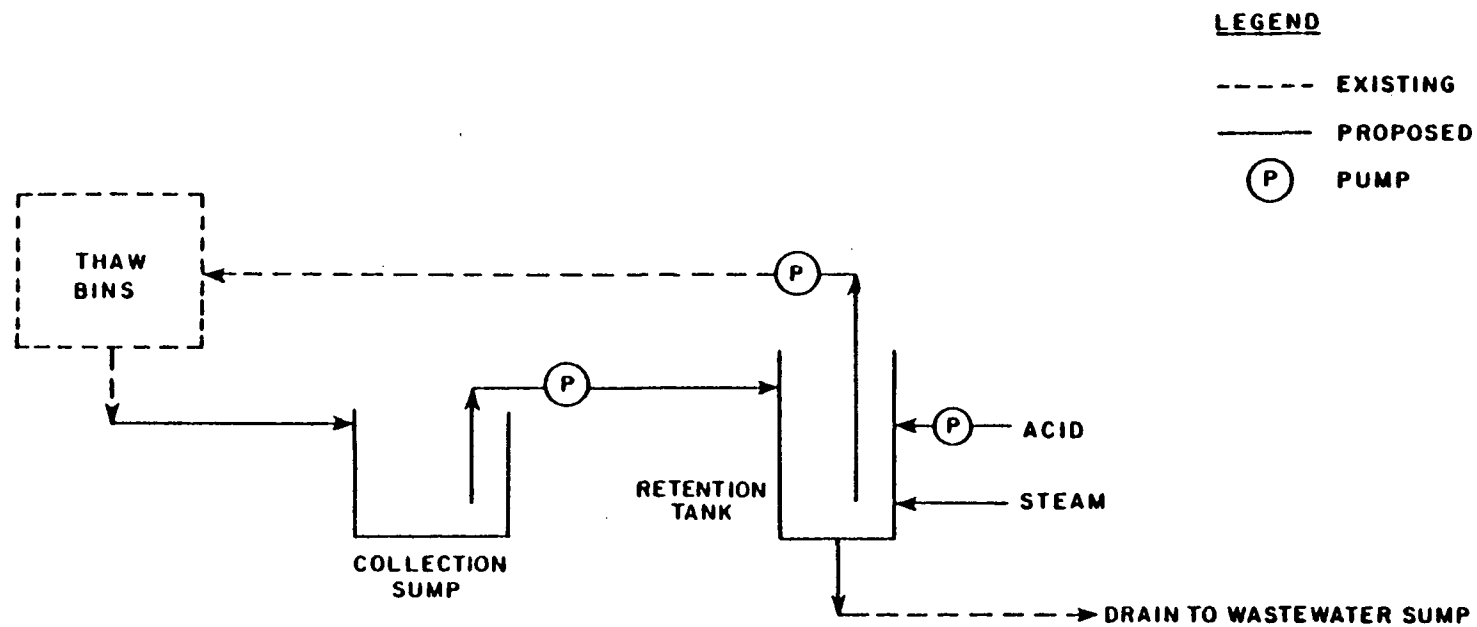 LEGEND
EXISTING
PROPOSED
P PUMP
THAW
BINS
P
P
P ACID
RETENTION
TANK
STEAM
COLLECTION
SUMP
DRAIN TO WASTEWATER SUMP